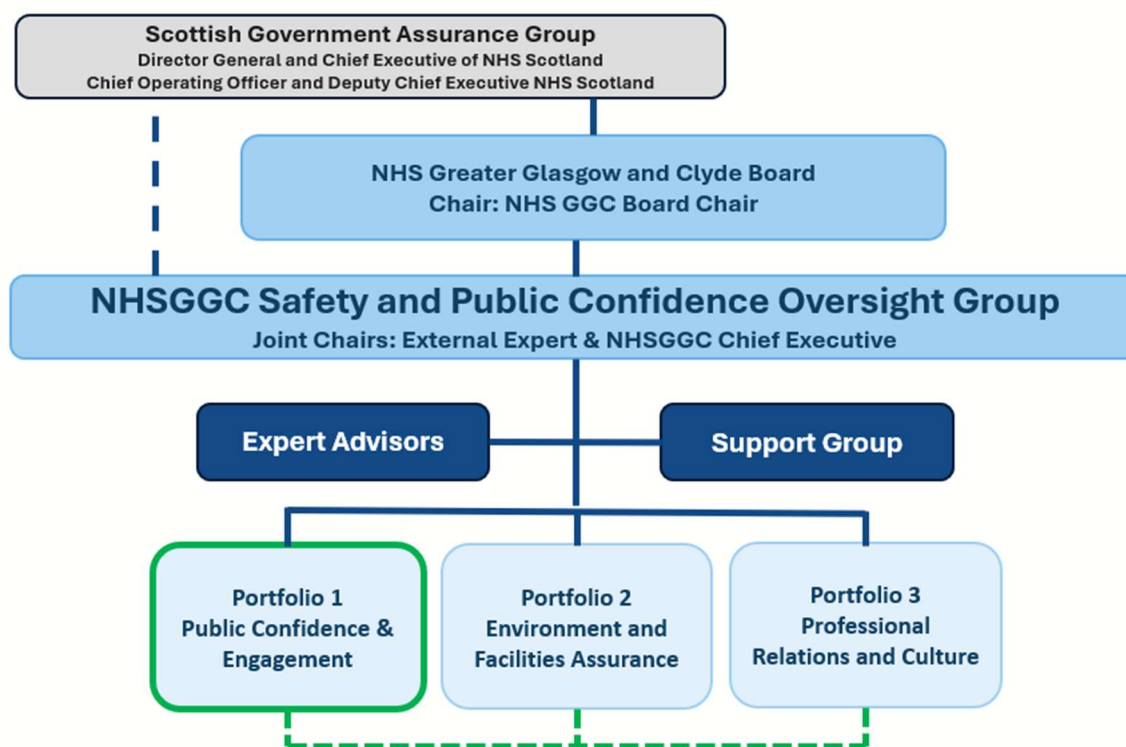 Scottish Government Assurance Group
Director General and Chief Executive of NHS Scotland
Chief Operating Officer and Deputy Chief Executive NHS Scotland
NHS Greater Glasgow and Clyde Board
Chair: NHS GGC Board Chair
NHSGGC Safety and Public Confidence Oversight Group
Joint Chairs: External Expert & NHSGGC Chief Executive
Expert Advisors
Support Group
Portfolio 1
Public Confidence &
Engagement
Portfolio 2
Environment and
Facilities Assurance
Portfolio 3
Professional
Relations and Culture